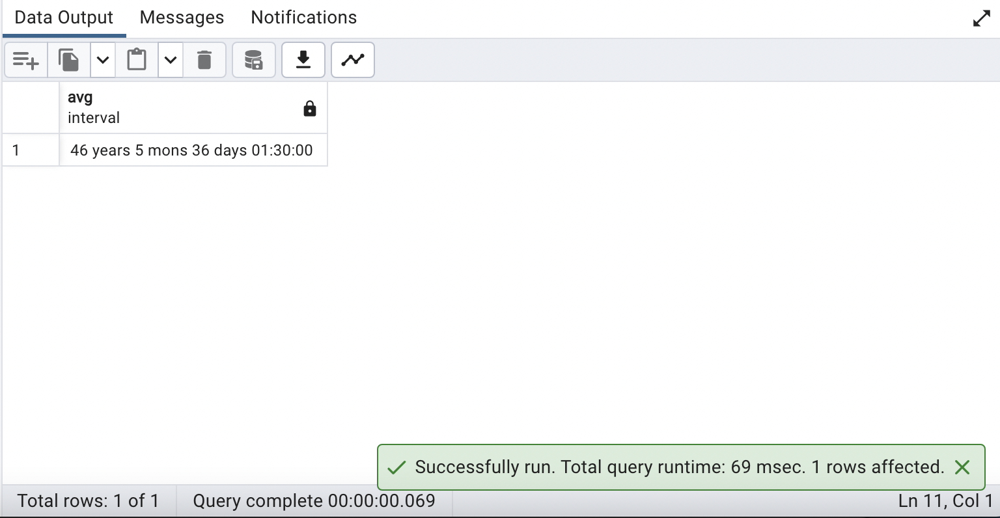 Data Output Messages Notifications
avg
interval
1 46 years 5 mons 36 days 01:30:00
Successfully run. Total query runtime: 69 msec. 1 rows affected.
Total rows: 1 of 1 Query complete 00:00:00.069 Ln 11, Col 1